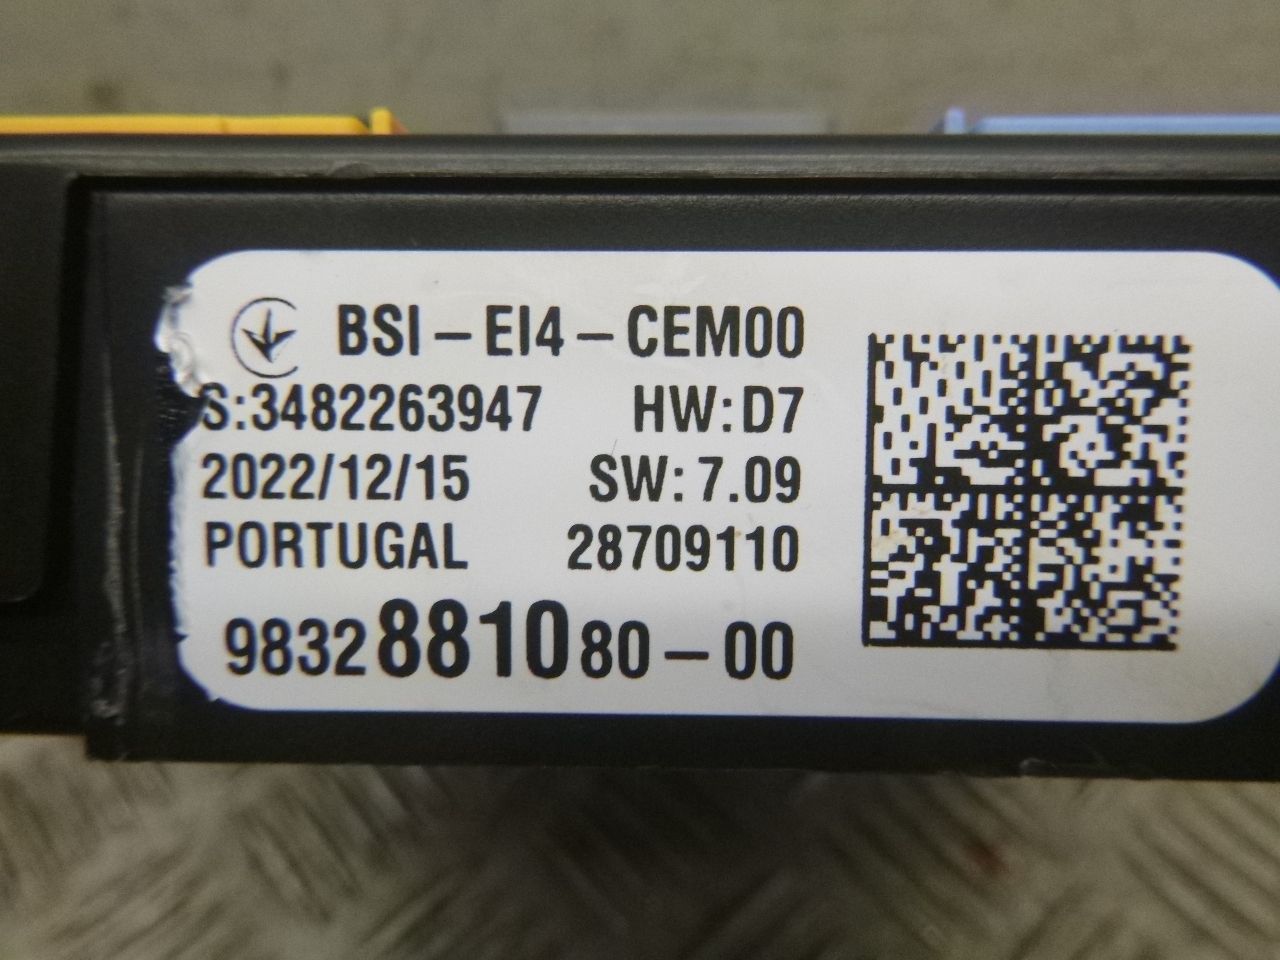 BSI-EI4-CEM00
S:3482263947 HW:D7
2022/12/15 SW:7.09
PORTUGAL 28709110
9832881080-00